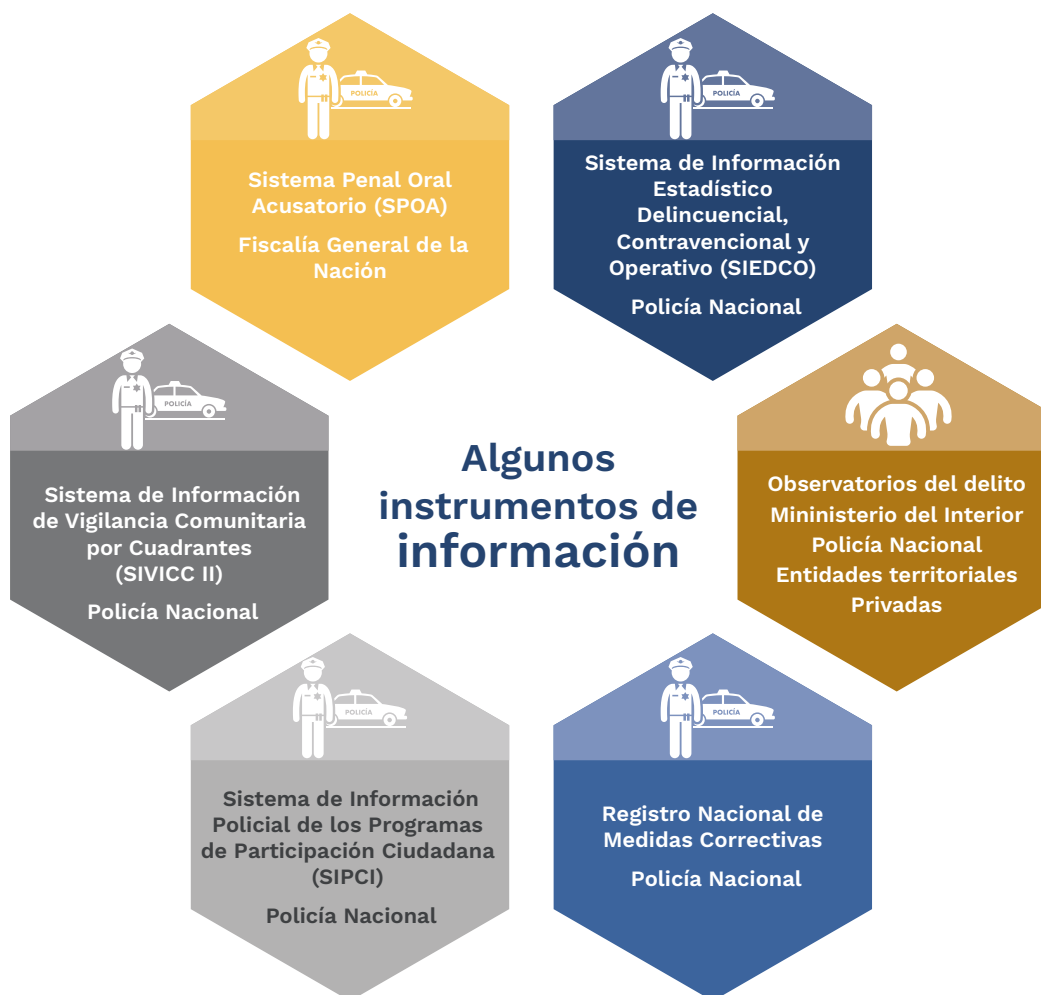 POLICÍA
Sistema Penal Oral
Acusatorio (SPOA)
Fiscalía General de la
Nación
POLICÍA
Sistema de Información
Estadístico
Delincuencial,
Contravencional y
Operativo (SIEDCO)
Policía Nacional
POLICÍA
Sistema de Información
de Vigilancia Comunitaria
por Cuadrantes
(SIVICC II)
Policía Nacional
Algunos
instrumentos de
información
Observatorios del delito
Mininisterio del Interior
Policía Nacional
Entidades territoriales
Privadas
POLICÍA
Sistema de Información
Policial de los Programas
de Participación Ciudadana
(SIPCI)
Policía Nacional
POLICÍA
Registro Nacional de
Medidas Correctivas
Policía Nacional